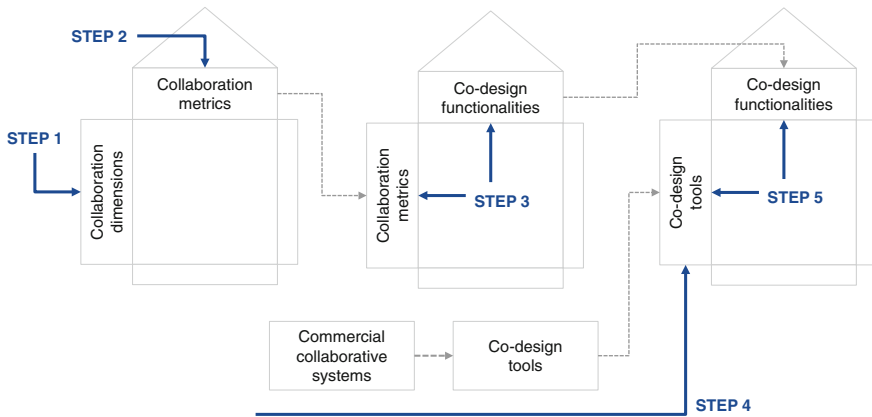 STEP 2
Collaboration
metrics
STEP 1
Collaboration
dimensions
Co-design
functionalities
Collaboration
metrics
STEP 3
Co-design
functionalities
Co-design
tools
STEP 5
Commercial
collaborative
systems
Co-design
tools
STEP 4